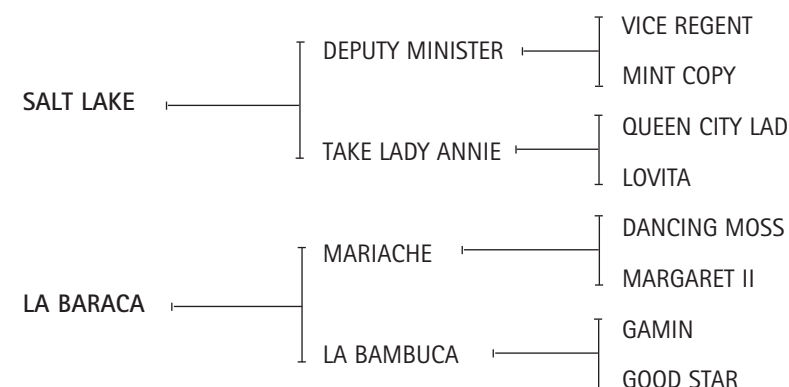 VICE REGENT
DEPUTY MINISTER
MINT COPY
SALT LAKE
QUEEN CITY LAD
TAKE LADY ANNIE
LOVITA
DANCING MOSS
MARIACHE
MARGARET II
LA BARACA
GAMIN
LA BAMBUCA
GOOD STAR